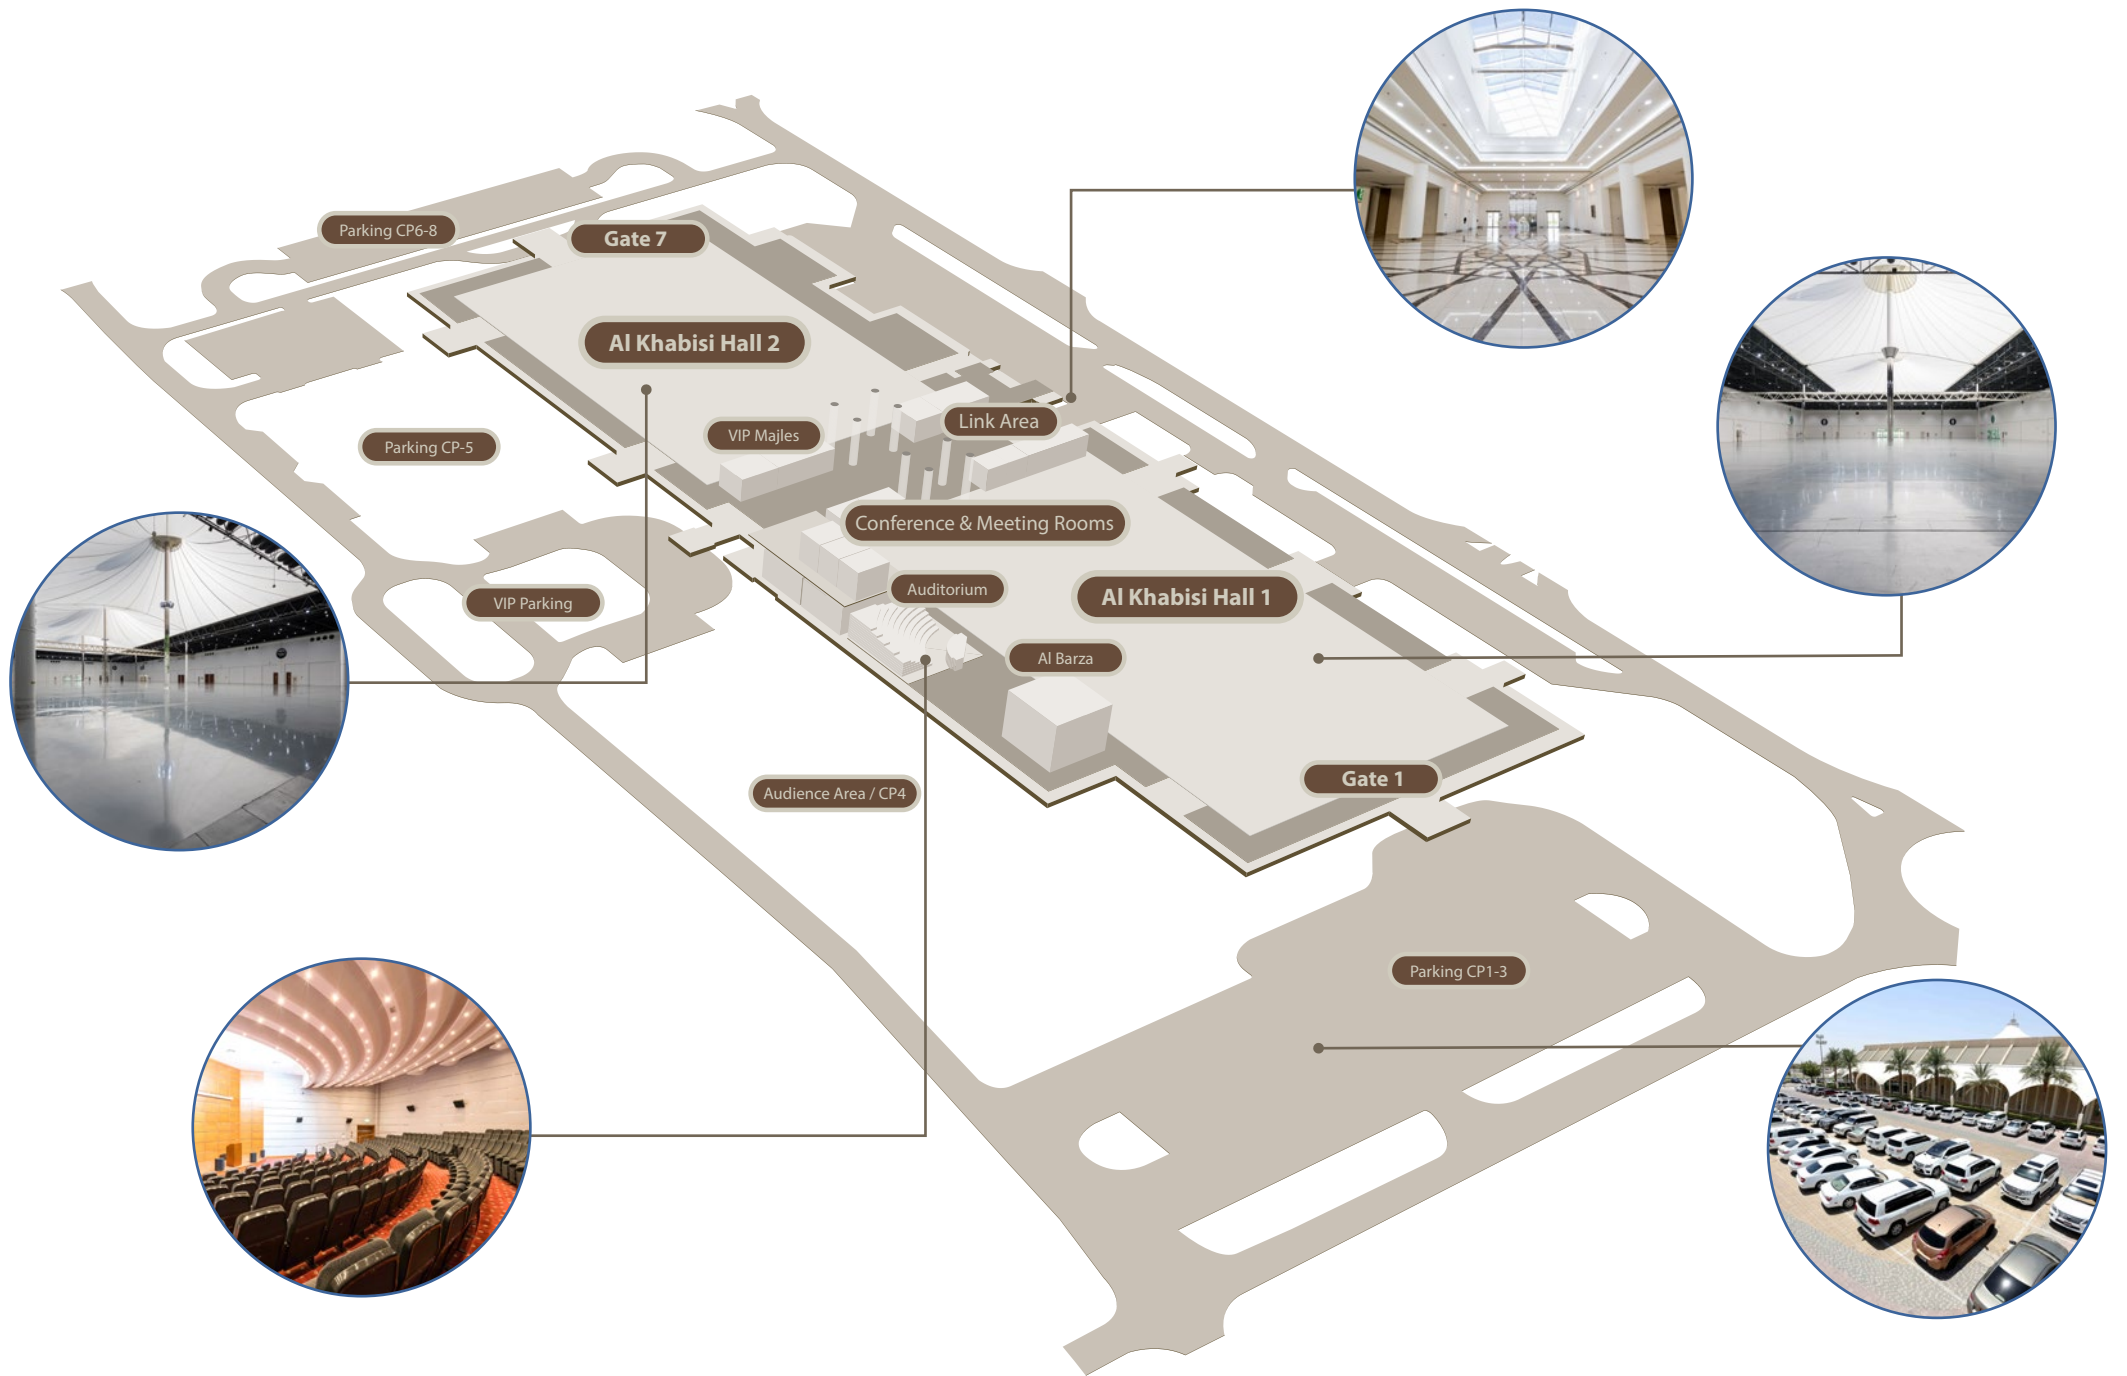 Parking CP6-8
Gate 7
Al Khabisi Hall 2
Link Area
VIP Majles
Parking CP-5
Conference & Meeting Rooms
Auditorium
Al Khabisi Hall 1
VIP Parking
Al Barza
Gate 1
Audience Area / CP4
Parking CP1-3